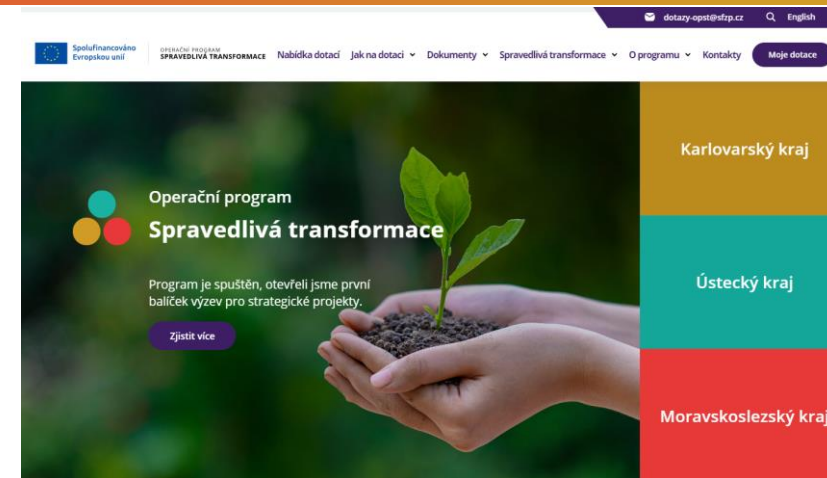 dotazy-opst@sfzp.cz English
Spolufinancováno
Evropskou unií
OPERAČNÍ PROGRAM
SPRAVEDLIVÁ TRANSFORMACE
Nabídka dotací Jak na dotaci Dokumenty Spravedlivá transformace O programu Kontakty Moje dotace
Operační program
Spravedlivá transformace
Program je spuštěn, otevřeli jsme první
balíček výzev pro strategické projekty.
Zjistit více
Karlovarský kraj
Ústecký kraj
Moravskoslezský kraj